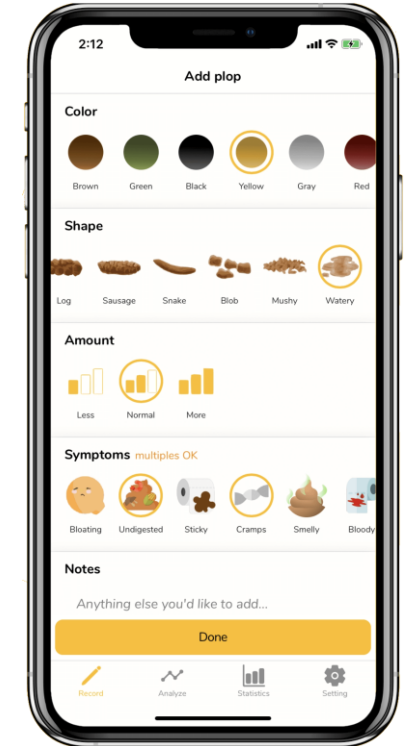 2:12
Add plop
Color
Brown Green Black Yellow Gray Red
Shape
Log Sausage Snake Blob Mushy Watery
Amount
Less Normal More
Symptoms multiples OK
Bloating Undigested Sticky Cramps Smelly Bloody
Notes
Anything else you'd like to add...
Done
Record Analyze Statistics Setting